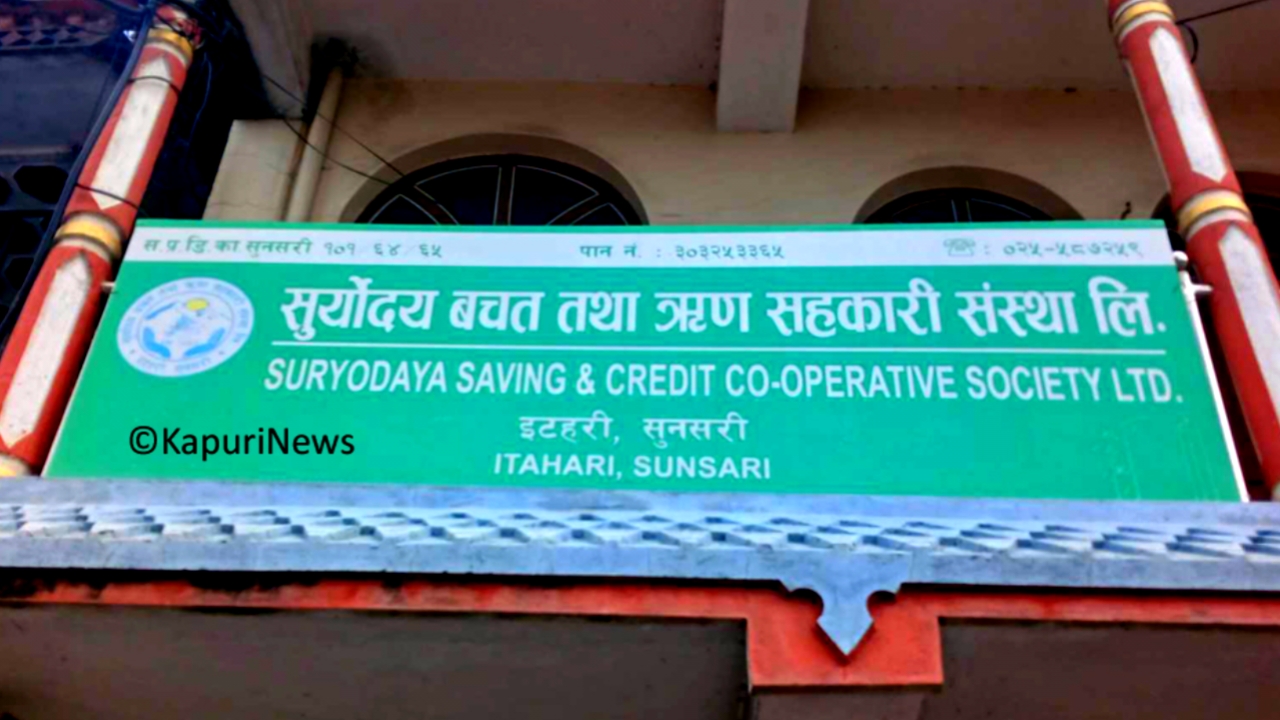 स.प्र.डि.का.सुनसरी १०१/६४/६५ पान नं. : ३०३२५३३६५ ☏ : ०२५-५८७२५९
सुर्योदय बचत तथा ऋण सहकारी संस्था लि.
SURYODAYA SAVING & CREDIT CO-OPERATIVE SOCIETY LTD.
इटहरी, सुनसरी
ITAHARI, SUNSARI
©KapuriNews